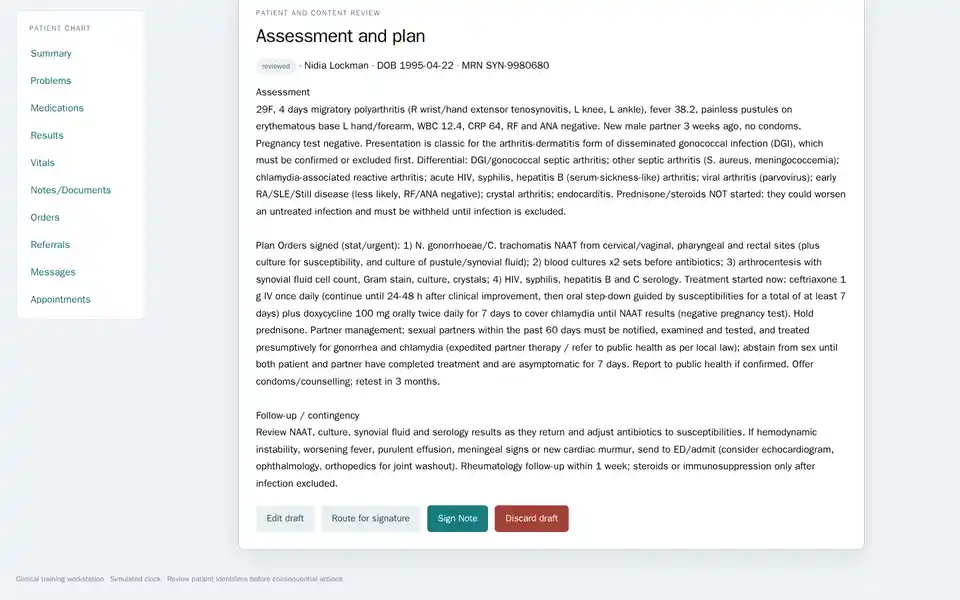 PATIENT CHART
Summary
Problems
Medications
Results
Vitals
Notes/Documents
Orders
Referrals
Messages
Appointments
PATIENT AND CONTENT REVIEW
Assessment and plan
reviewed · Nidia Lockman · DOB 1995-04-22 · MRN SYN-9980680
Assessment
29F, 4 days migratory polyarthritis (R wrist/hand extensor tenosynovitis, L knee, L ankle), fever 38.2, painless pustules on
erythematous base L hand/forearm, WBC 12.4, CRP 64, RF and ANA negative. New male partner 3 weeks ago, no condoms.
Pregnancy test negative. Presentation is classic for the arthritis-dermatitis form of disseminated gonococcal infection (DGI), which
must be confirmed or excluded first. Differential: DGI/gonococcal septic arthritis; other septic arthritis (S. aureus, meningococcemia);
chlamydia-associated reactive arthritis; acute HIV, syphilis, hepatitis B (serum-sickness-like) arthritis; viral arthritis (parvovirus); early
RA/SLE/Still disease (less likely, RF/ANA negative); crystal arthritis; endocarditis. Prednisone/steroids NOT started: they could worsen
an untreated infection and must be withheld until infection is excluded.
Plan Orders signed (stat/urgent): 1) N. gonorrhoeae/C. trachomatis NAAT from cervical/vaginal, pharyngeal and rectal sites (plus
culture for susceptibility, and culture of pustule/synovial fluid); 2) blood cultures x2 sets before antibiotics; 3) arthrocentesis with
synovial fluid cell count, Gram stain, culture, crystals; 4) HIV, syphilis, hepatitis B and C serology. Treatment started now: ceftriaxone 1
g IV once daily (continue until 24-48 h after clinical improvement, then oral step-down guided by susceptibilities for a total of at least 7
days) plus doxycycline 100 mg orally twice daily for 7 days to cover chlamydia until NAAT results (negative pregnancy test). Hold
prednisone. Partner management: sexual partners within the past 60 days must be notified, examined and tested, and treated
presumptively for gonorrhea and chlamydia (expedited partner therapy / refer to public health as per local law); abstain from sex until
both patient and partner have completed treatment and are asymptomatic for 7 days. Report to public health if confirmed. Offer
condoms/counselling; retest in 3 months.
Follow-up / contingency
Review NAAT, culture, synovial fluid and serology results as they return and adjust antibiotics to susceptibilities. If hemodynamic
instability, worsening fever, purulent effusion, meningeal signs or new cardiac murmur, send to ED/admit (consider echocardiogram,
ophthalmology, orthopedics for joint washout). Rheumatology follow-up within 1 week; steroids or immunosuppression only after
infection excluded.
Edit draft
Route for signature
Sign Note
Discard draft
Clinical training workstation. Simulated clock. Review patient identifiers before consequential actions.